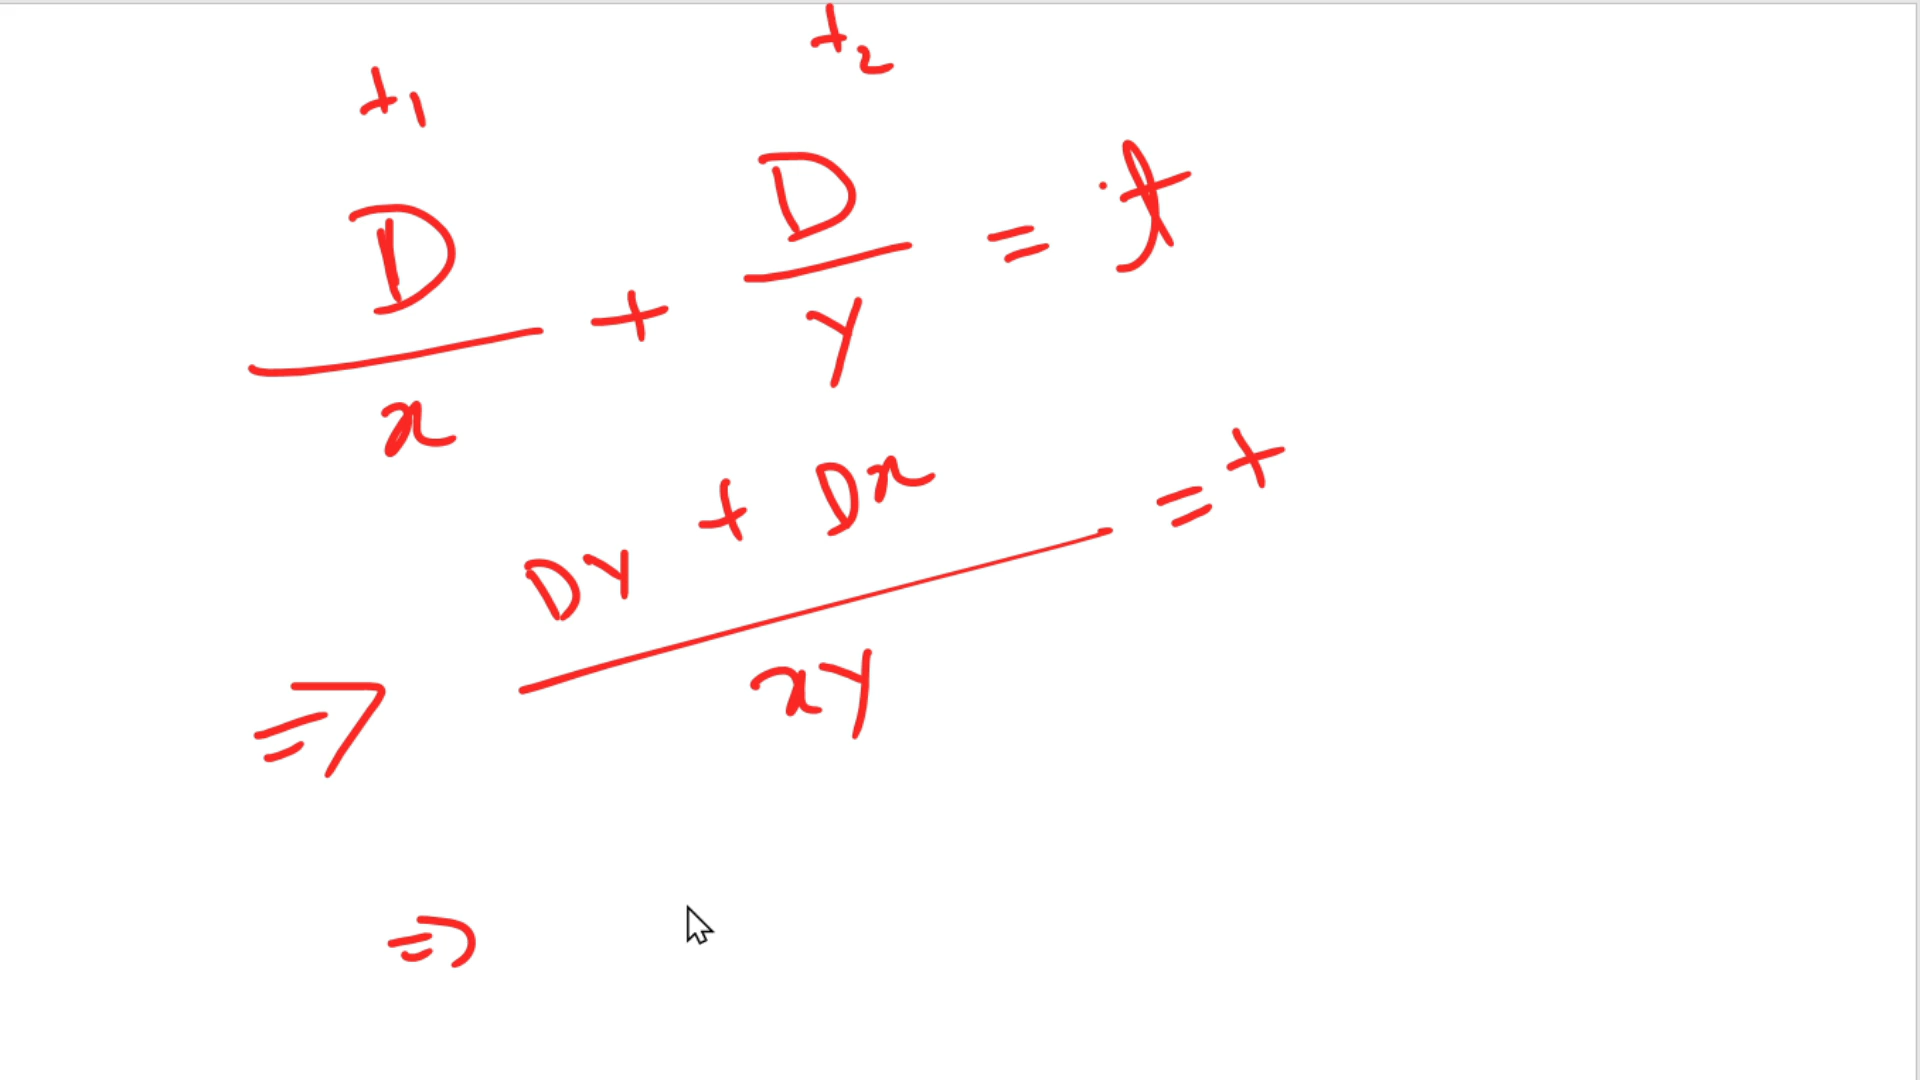 t₁ t₂
D/x + D/y = t
⇒ (Dy + Dx)/xy = t
⇒